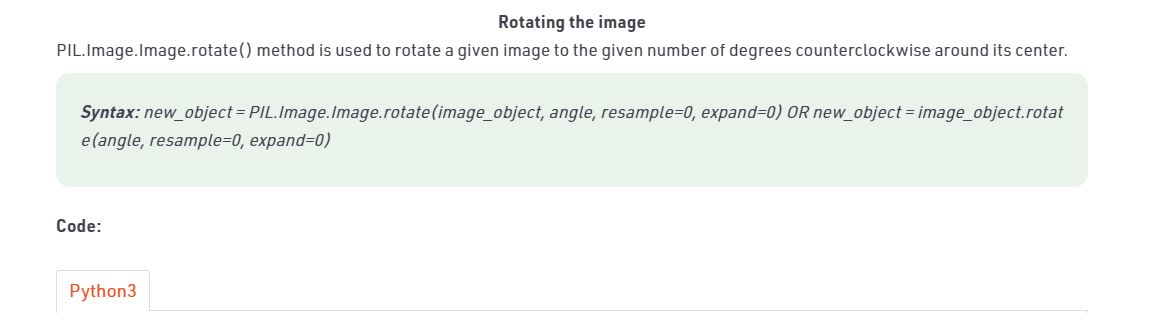 Rotating the image
PIL.Image.Image.rotate() method is used to rotate a given image to the given number of degrees counterclockwise around its center.
Syntax: new_object = PIL.Image.Image.rotate(image_object, angle, resample=0, expand=0) OR new_object = image_object.rotat
e(angle, resample=0, expand=0)
Code:
Python3